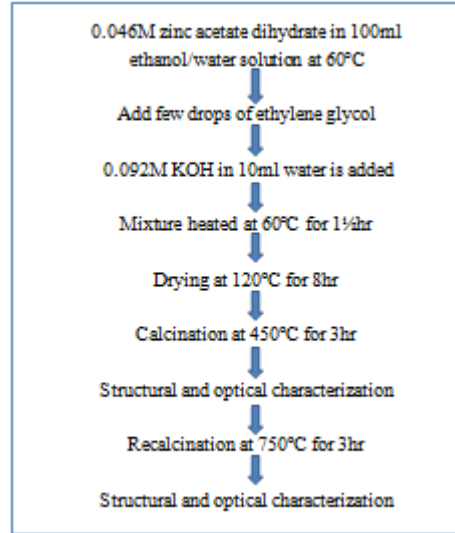 0.046M zinc acetate dihydrate in 100ml
ethanol/water solution at 60°C
Add few drops of ethylene glycol
0.092M KOH in 10ml water is added
Mixture heated at 60°C for 1½hr
Drying at 120°C for 8hr
Calcination at 450°C for 3hr
Structural and optical characterization
Recalcination at 750°C for 3hr
Structural and optical characterization